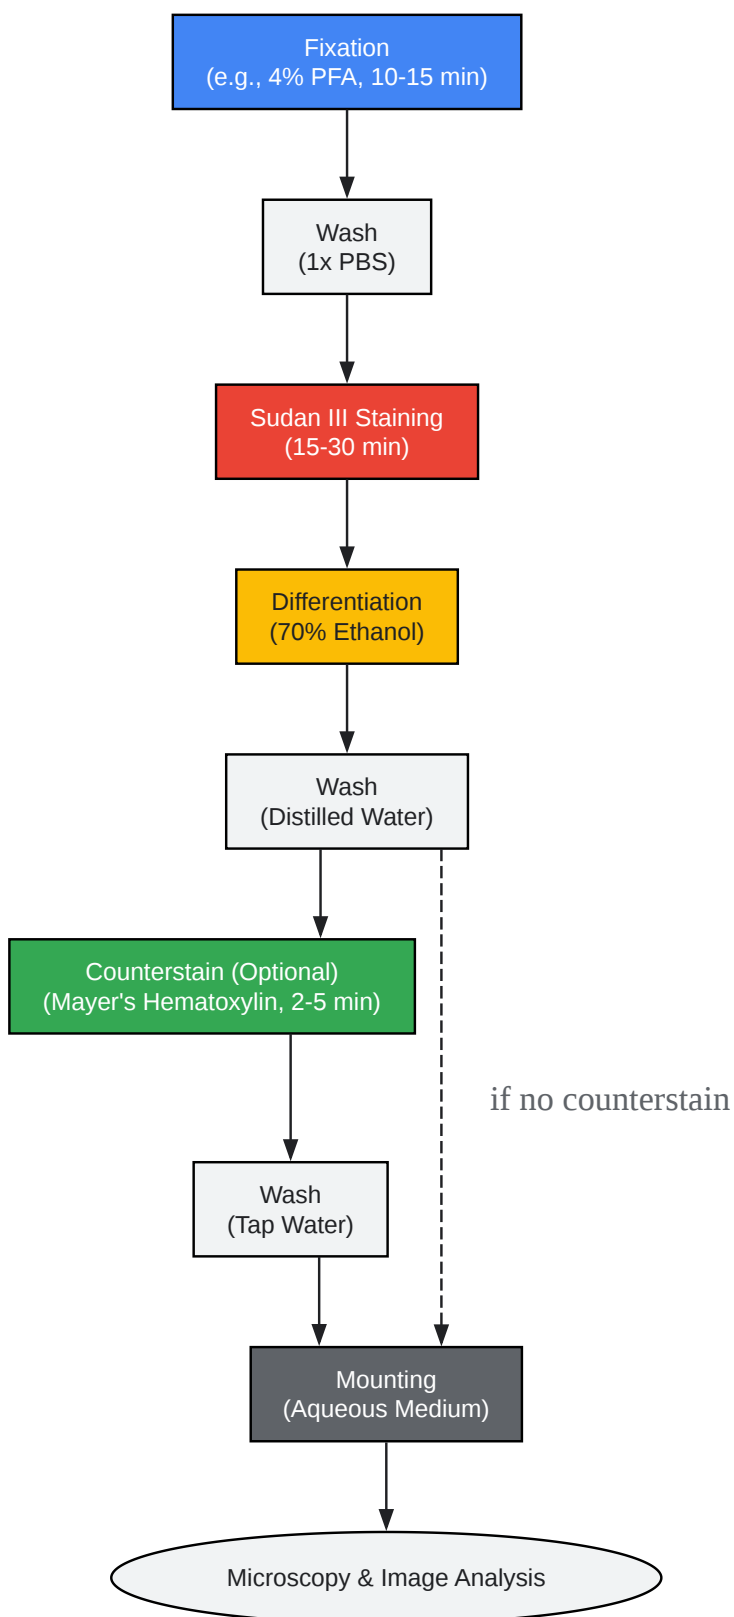 Fixation
(e.g., 4% PFA, 10-15 min)
Wash
(1x PBS)
Sudan III Staining
(15-30 min)
Differentiation
(70% Ethanol)
Wash
(Distilled Water)
Counterstain (Optional)
(Mayer's Hematoxylin, 2-5 min)
if no counterstain
Wash
(Tap Water)
Mounting
(Aqueous Medium)
Microscopy & Image Analysis